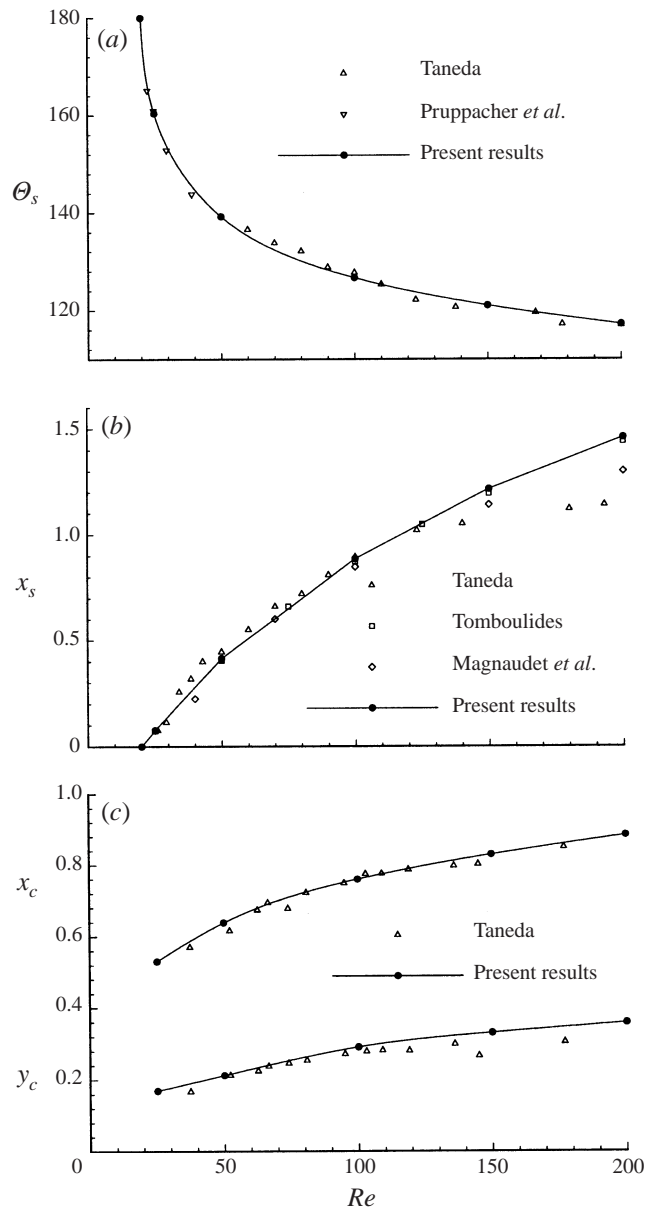 180
(a)
Taneda
160
Pruppacher et al.
Present results
Θs
140
120
(b)
1.5
1.0
xs
Taneda
Tomboulides
0.5
Magnaudet et al.
Present results
0
1.0
(c)
xc
0.8
0.6
Taneda
Present results
0.4
yc
0.2
0
50
100
150
200
Re